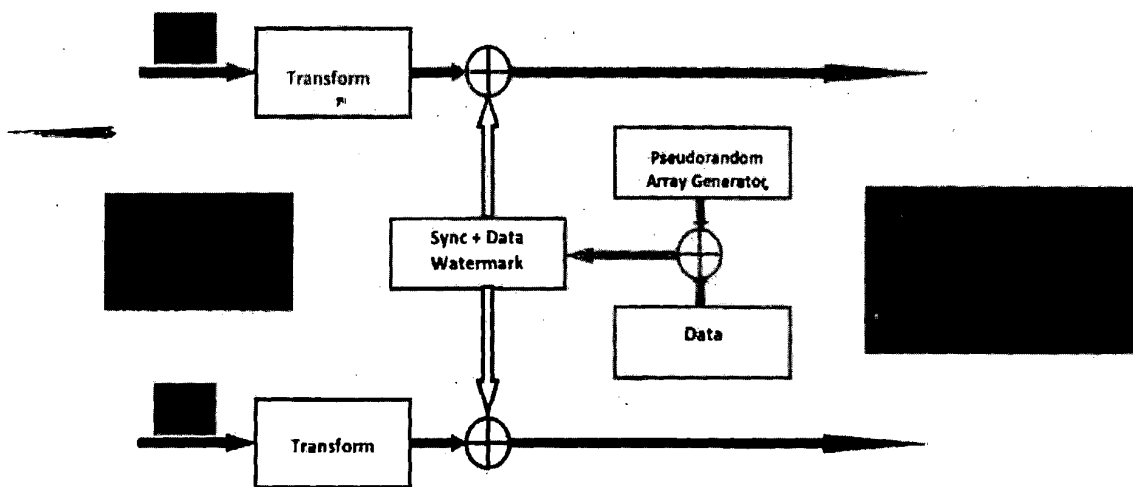 Transform
Pseudorandom
Array Generator
Sync + Data
Watermark
Data
Transform